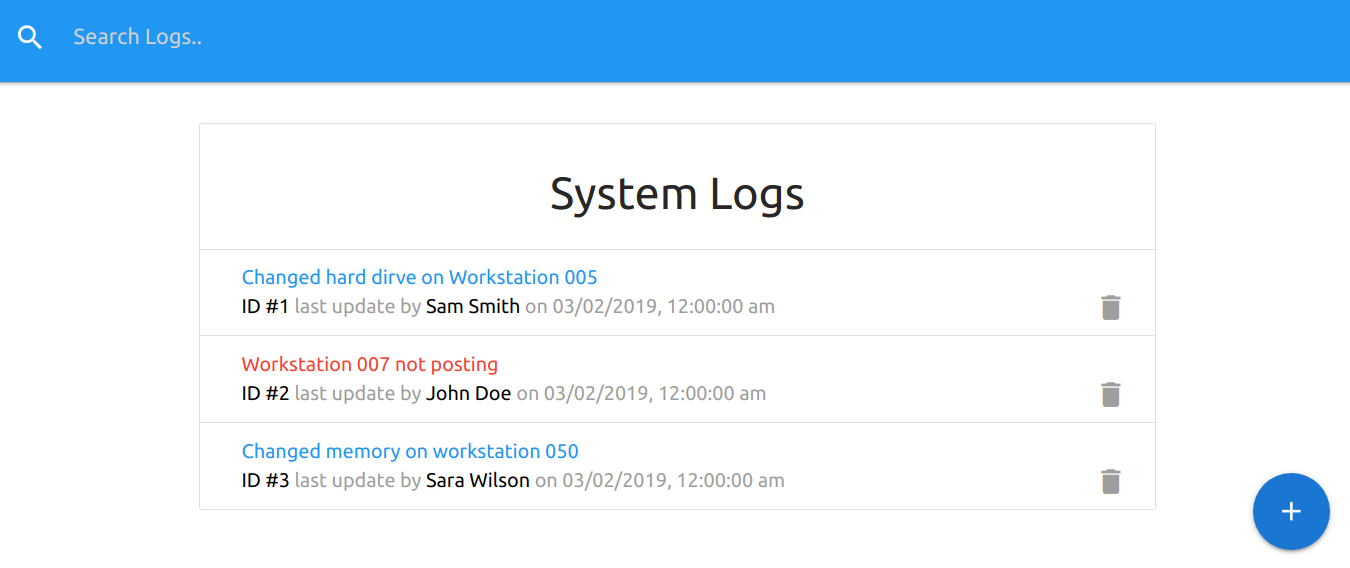 Search Logs..
System Logs
Changed hard dirve on Workstation 005
ID #1 last update by Sam Smith on 03/02/2019, 12:00:00 am
Workstation 007 not posting
ID #2 last update by John Doe on 03/02/2019, 12:00:00 am
Changed memory on workstation 050
ID #3 last update by Sara Wilson on 03/02/2019, 12:00:00 am